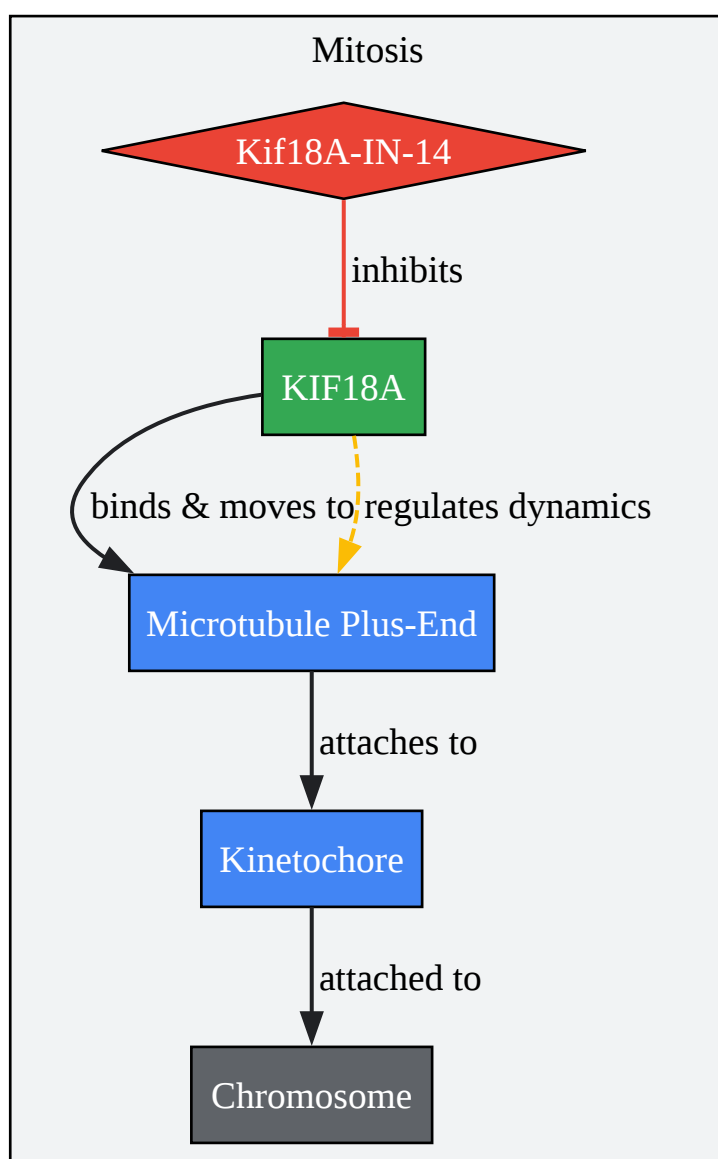 Mitosis
Kif18A-IN-14
inhibits
KIF18A
binds & moves to
regulates dynamics
Microtubule Plus-End
attaches to
Kinetochore
attached to
Chromosome